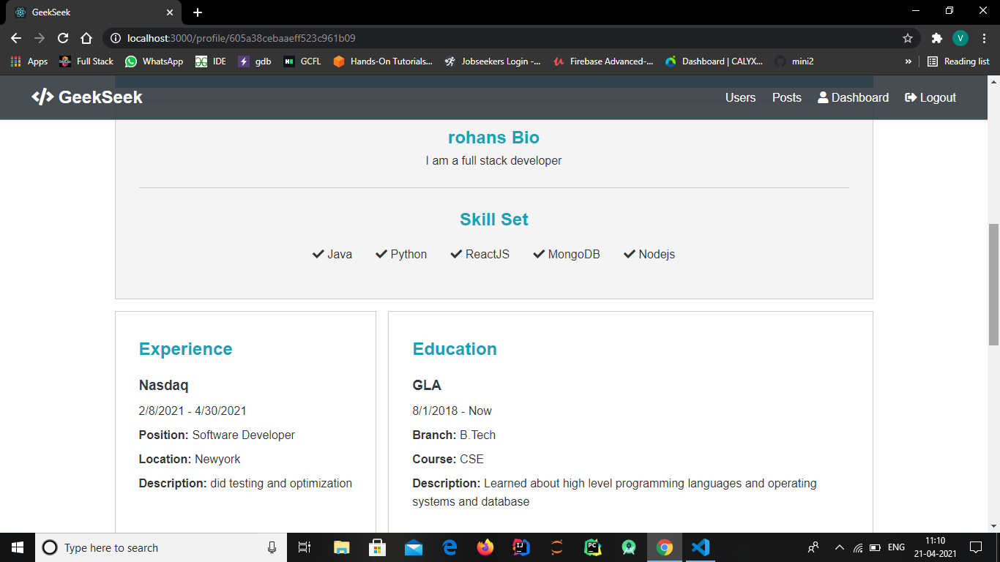 GeekSeek
localhost:3000/profile/605a38cebaaeff523c961b09
V
Apps Full Stack WhatsApp IDE gdb GCFL Hands-On Tutorials... Jobseekers Login -... Firebase Advanced-... Dashboard | CALYX... mini2 » Reading list
</> GeekSeek Users Posts Dashboard Logout
rohans Bio
I am a full stack developer
Skill Set
Java Python ReactJS MongoDB Nodejs
Experience
Nasdaq
2/8/2021 - 4/30/2021
Position: Software Developer
Location: Newyork
Description: did testing and optimization
Education
GLA
8/1/2018 - Now
Branch: B.Tech
Course: CSE
Description: Learned about high level programming languages and operating
systems and database
Type here to search
ENG
11:10
21-04-2021